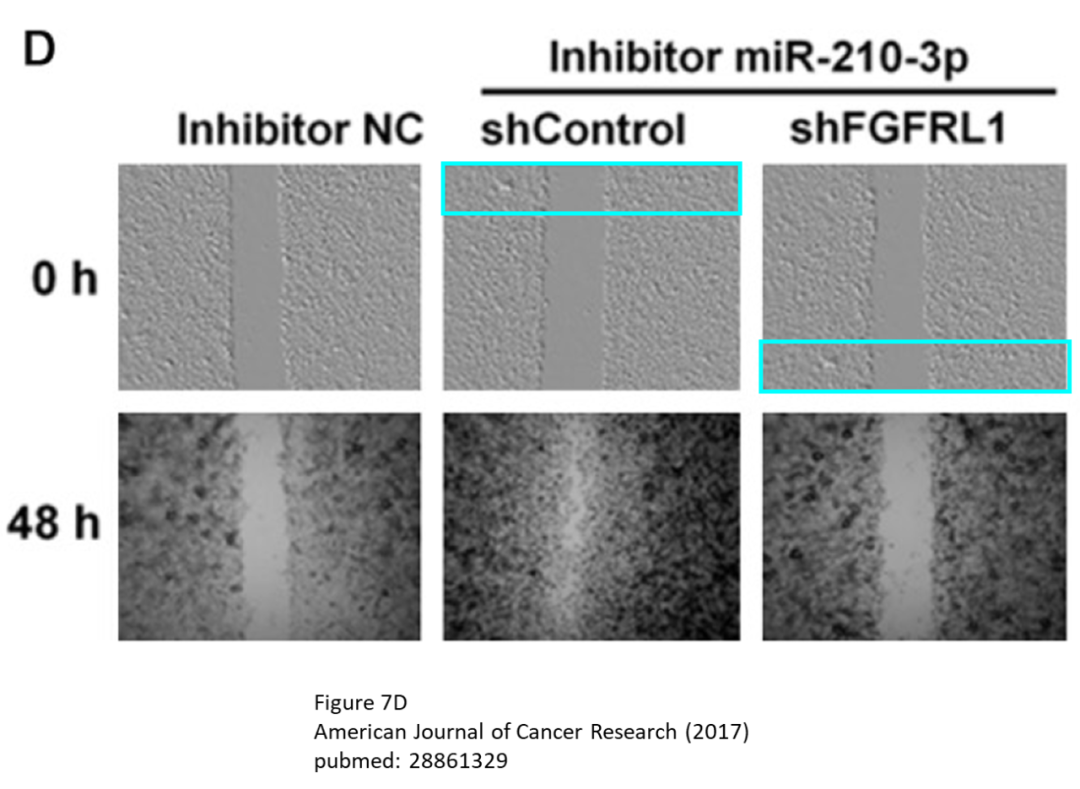 D
Inhibitor miR-210-3p
Inhibitor NC shControl shFGFRL1
0 h
48 h
Figure 7D
American Journal of Cancer Research (2017)
pubmed: 28861329